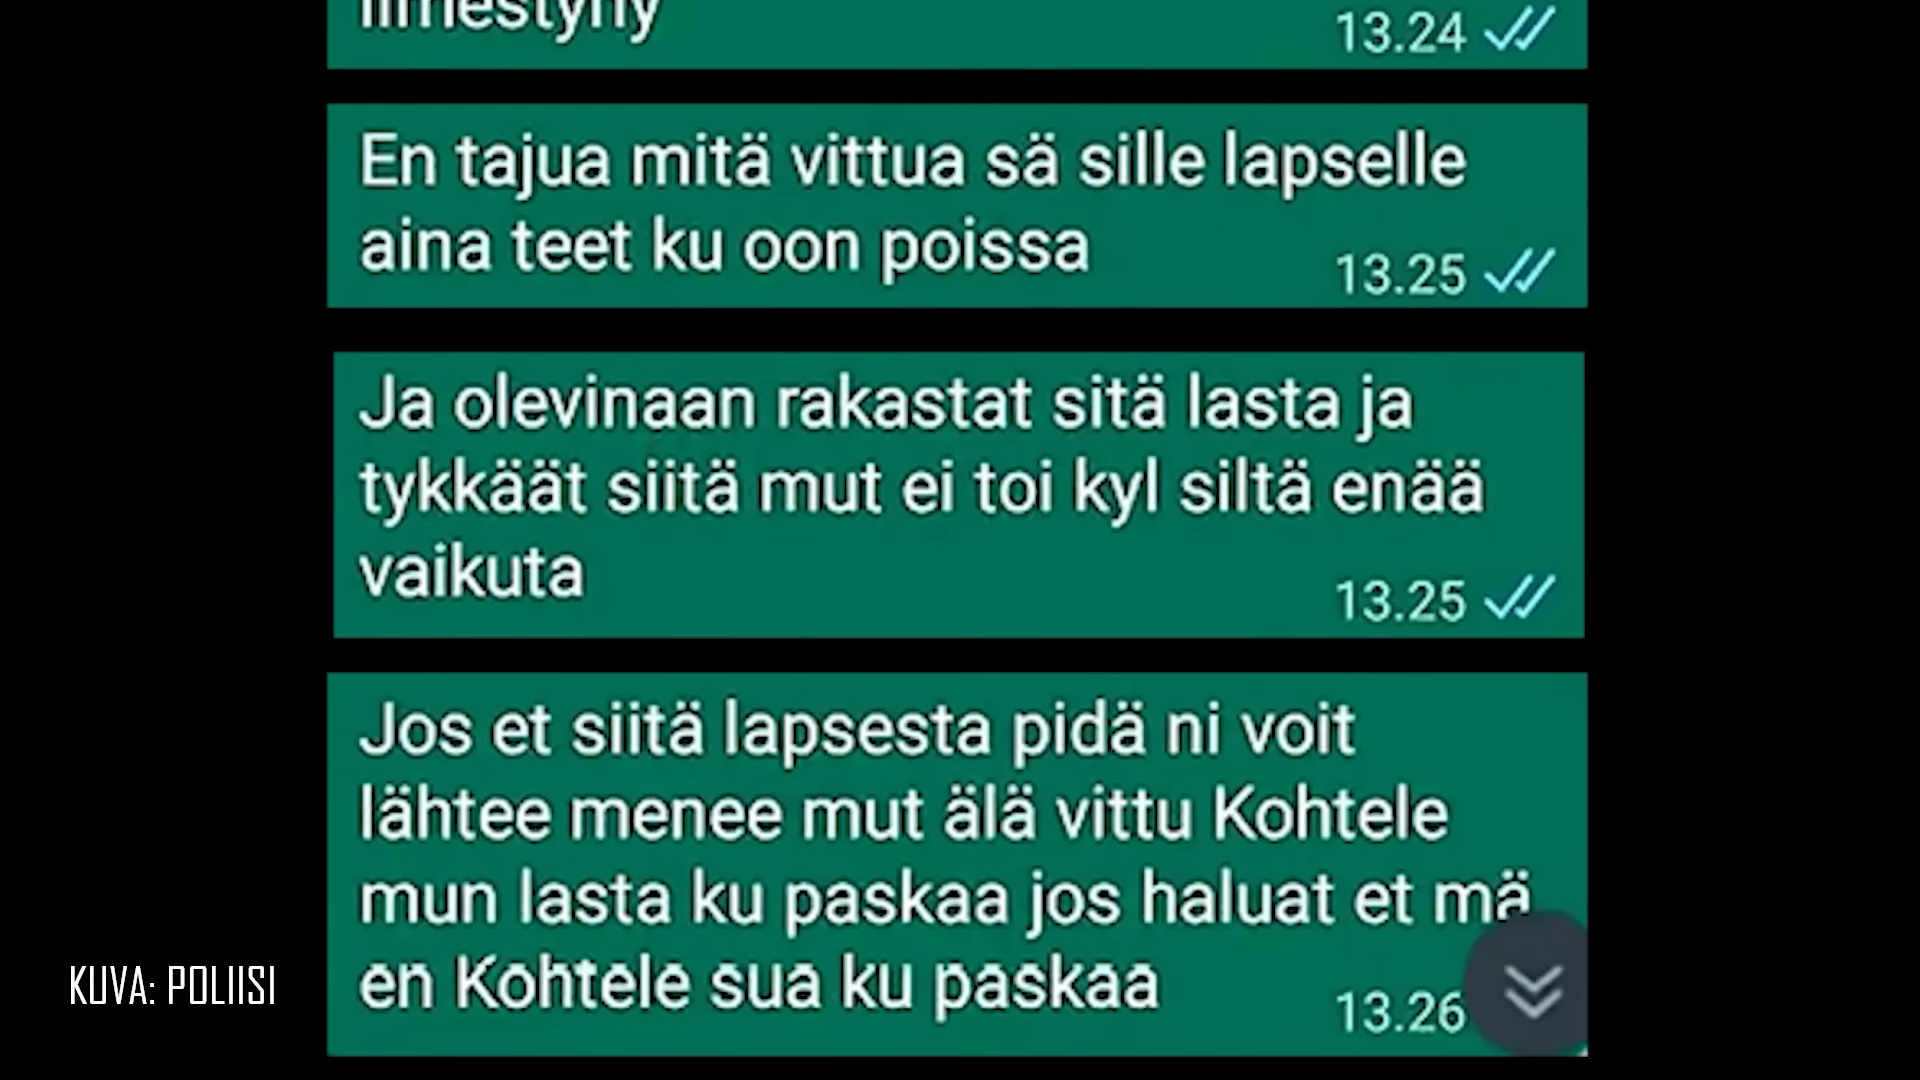 ilmestyny
13.24
En tajua mitä vittua sä sille lapselle
aina teet ku oon poissa
13.25
Ja olevinaan rakastat sitä lasta ja
tykkäät siitä mut ei toi kyl siltä enää
vaikuta
13.25
Jos et siitä lapsesta pidä ni voit
lähtee menee mut älä vittu Kohtele
mun lasta ku paskaa jos haluat et mä
en Kohtele sua ku paskaa
13.26
KUVA: POLIISI